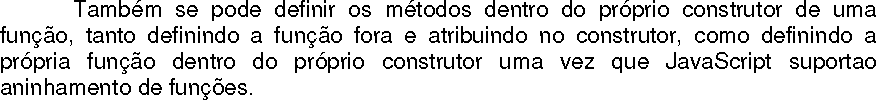 Também se pode definir os métodos dentro do próprio construtor de uma
função, tanto definindo a função fora e atribuindo no construtor, como definindo a
própria função dentro do próprio construtor uma vez que JavaScript suportao
aninhamento de funções.